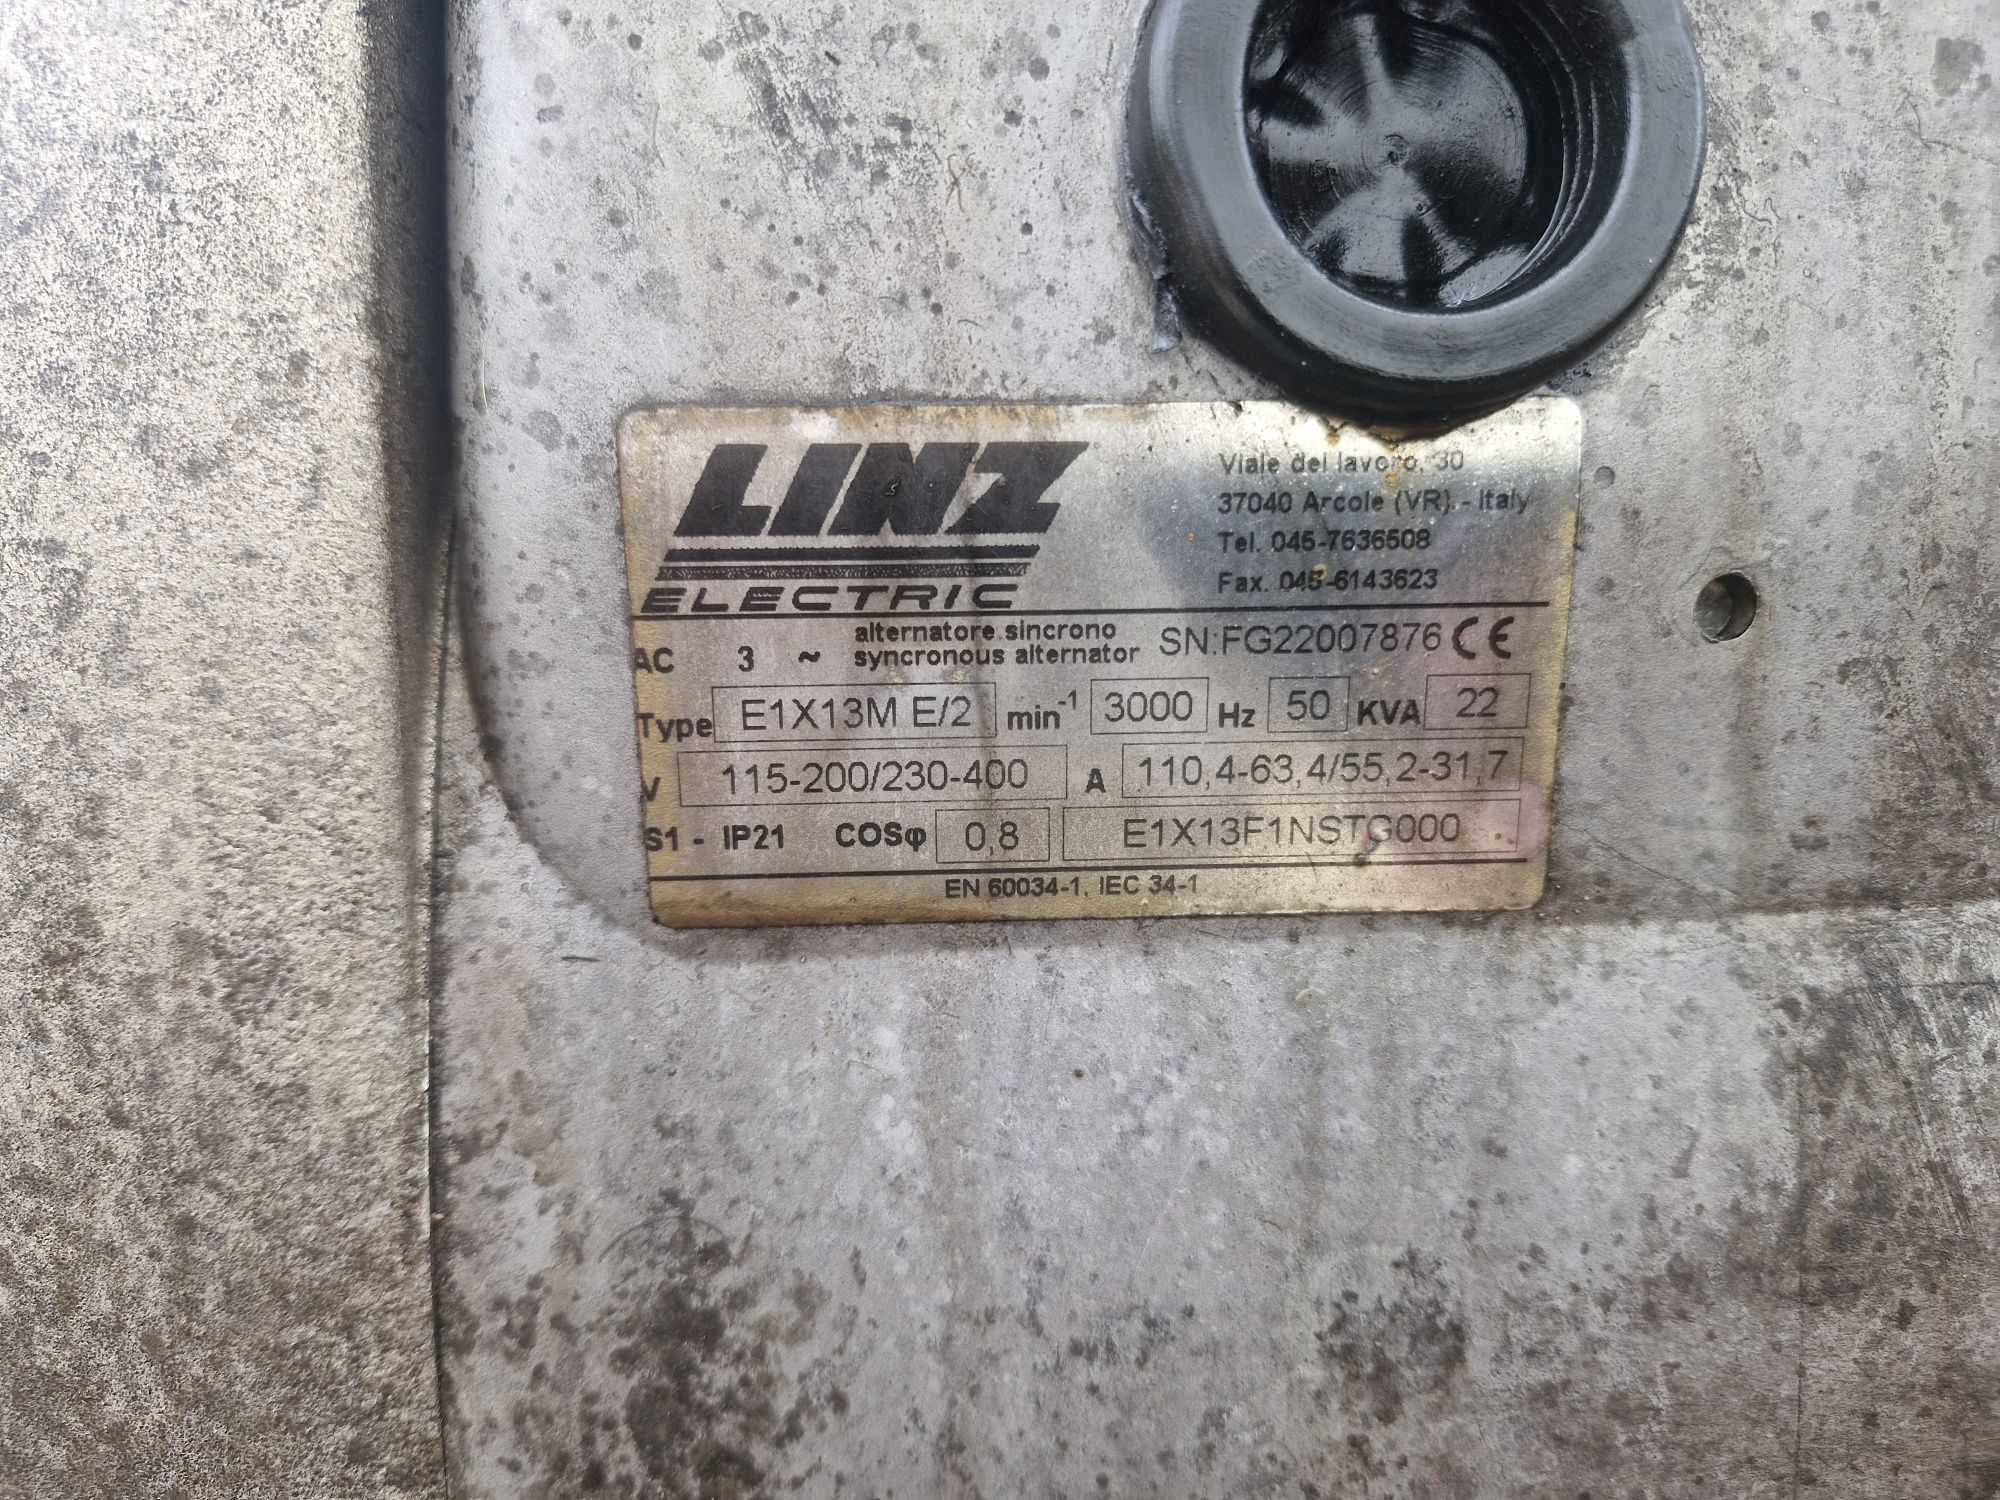 LINZ
ELECTRIC
Viale del lavoro, 30
37040 Arcole (VR) - Italy
Tel. 045-7636508
Fax. 045-6143623
AC 3 ~ alternatore sincrono
syncronous alternator
SN:FG22007876 CE
Type E1X13M E/2 min-1 3000 Hz 50 KVA 22
V 115-200/230-400 A 110,4-63,4/55,2-31,7
S1 - IP21 COSφ 0,8 E1X13F1NSTG000
EN 60034-1, IEC 34-1